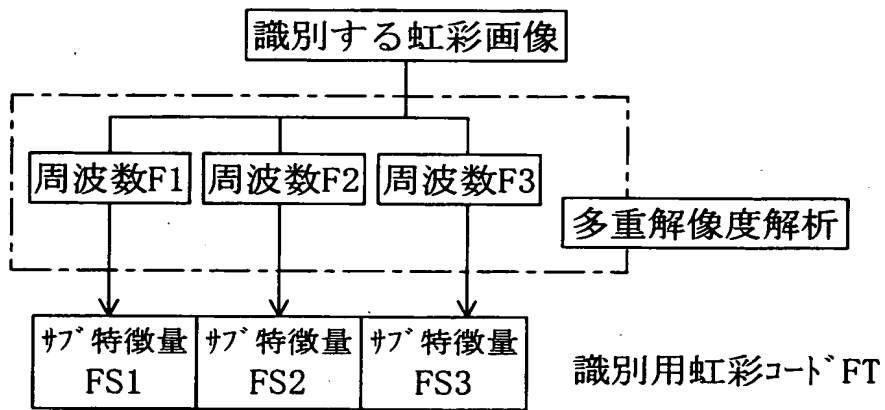 識別する虹彩画像
周波数F1 周波数F2 周波数F3
多重解像度解析
ｻﾌﾞ特徴量 ｻﾌﾞ特徴量 ｻﾌﾞ特徴量
FS1 FS2 FS3
識別用虹彩ｺｰﾄﾞFT